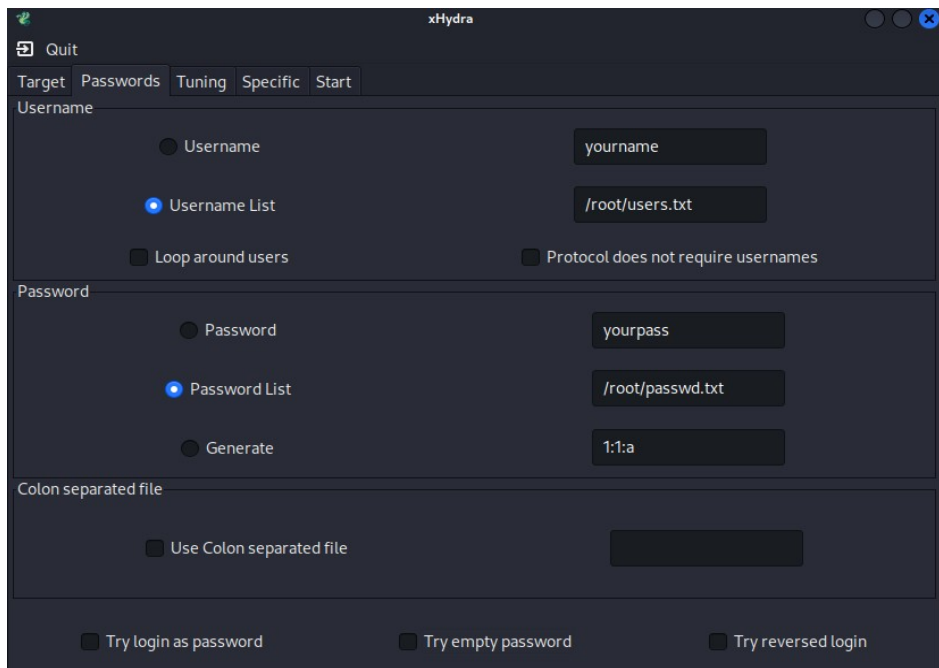 xHydra
Quit
Target Passwords Tuning Specific Start
Username
Username yourname
Username List /root/users.txt
Loop around users Protocol does not require usernames
Password
Password yourpass
Password List /root/passwd.txt
Generate 1:1:a
Colon separated file
Use Colon separated file
Try login as password Try empty password Try reversed login